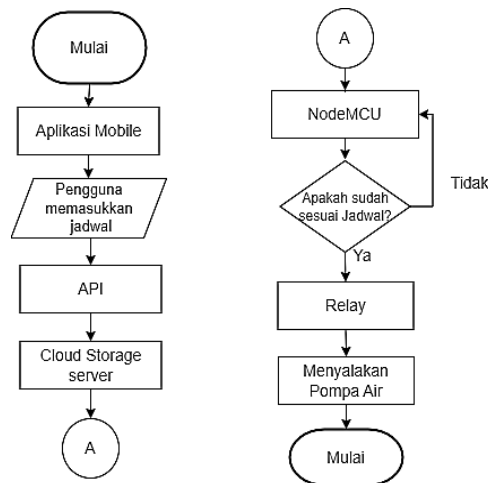 Mulai
Aplikasi Mobile
Pengguna
memasukkan
jadwal
API
Cloud Storage
server
A
A
NodeMCU
Apakah sudah
sesuai Jadwal?
Tidak
Ya
Relay
Menyalakan
Pompa Air
Mulai